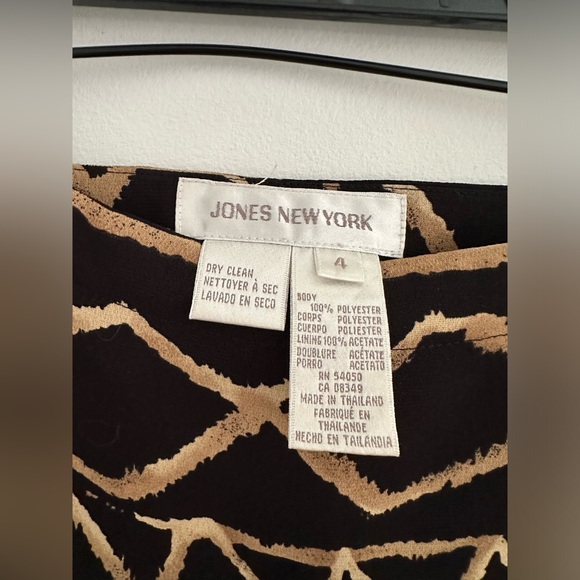 JONES NEW YORK
4
DRY CLEAN
NETTOYER À SEC
LAVADO EN SECO
BODY
100% POLYESTER
CORPS POLYESTER
CUERPO POLIESTER
LINING 100% ACETATE
DOUBLURE ACÉTATE
PORRO ACETATO
RN 54050
CA 08349
MADE IN THAILAND
FABRIQUÉ EN
THAILANDE
HECHO EN TAILANDIA